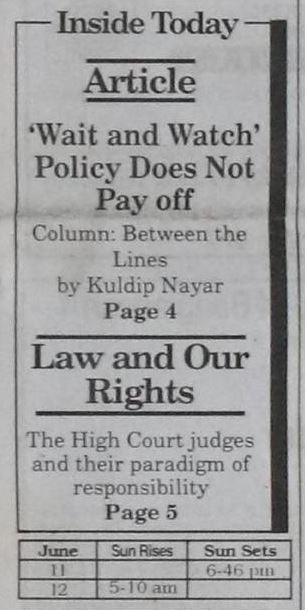 Inside Today
Article
‘Wait and Watch’
Policy Does Not
Pay off
Column: Between the
Lines
by Kuldip Nayar
Page 4
Law and Our
Rights
The High Court judges
and their paradigm of
responsibility
Page 5
June Sun Rises Sun Sets
11 6-46 pm
12 5-10 am